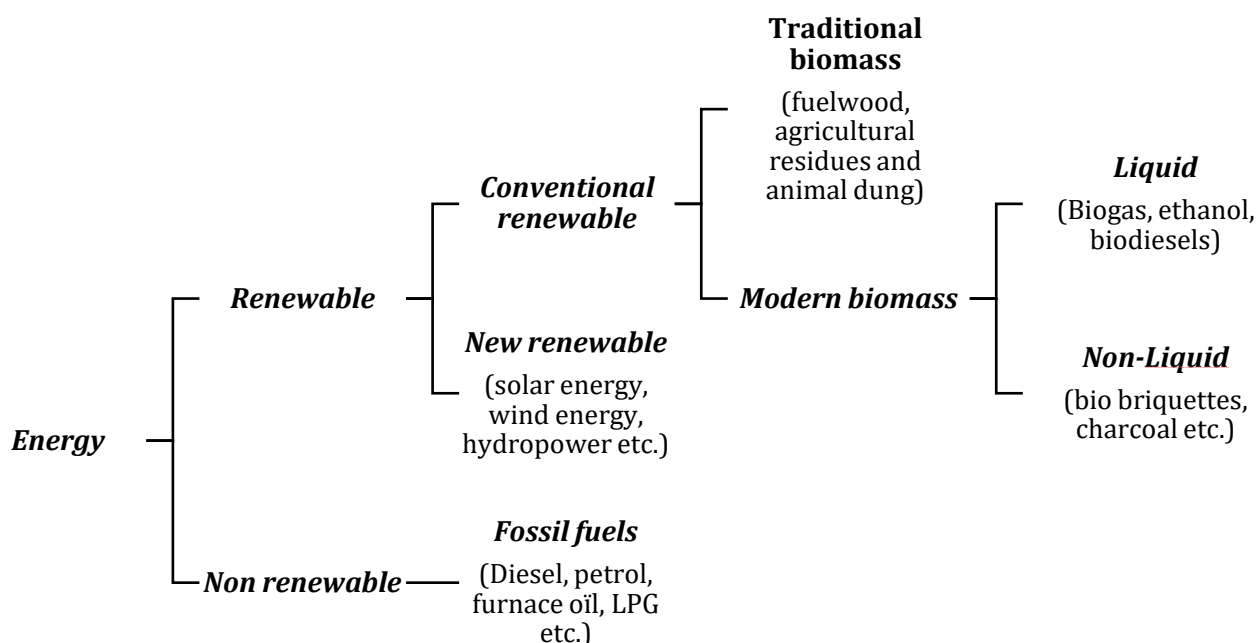 Traditional
biomass
(fuelwood,
agricultural
residues and
animal dung)
Conventional
renewable
Liquid
(Biogas, ethanol,
biodiesels)
Renewable
Modern biomass
New renewable
(solar energy,
wind energy,
hydropower etc.)
Non-Liquid
(bio briquettes,
charcoal etc.)
Energy
Fossil fuels
(Diesel, petrol,
furnace oïl, LPG
etc.)
Non renewable